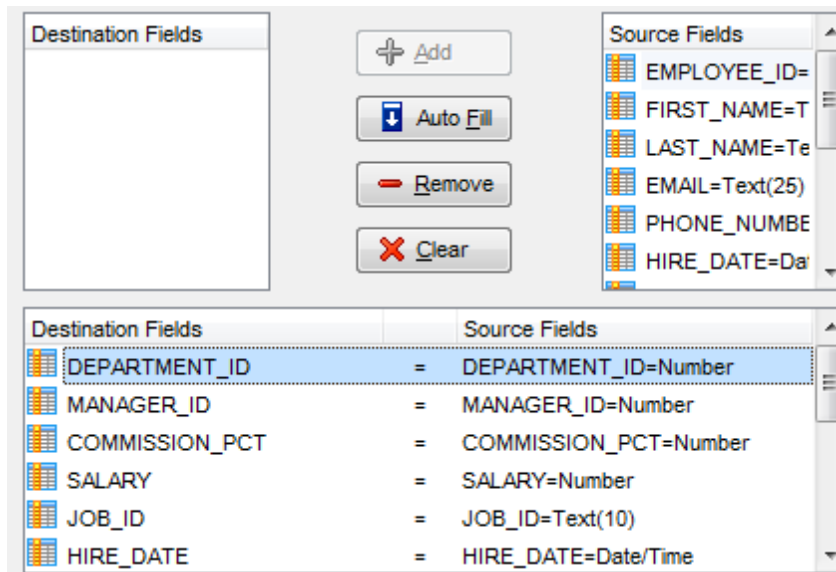 Destination Fields
Add
Auto Fill
Remove
Clear
Source Fields
EMPLOYEE_ID=
FIRST_NAME=T
LAST_NAME=Te
EMAIL=Text(25)
PHONE_NUMBE
HIRE_DATE=Dat
Destination Fields Source Fields
DEPARTMENT_ID = DEPARTMENT_ID=Number
MANAGER_ID = MANAGER_ID=Number
COMMISSION_PCT = COMMISSION_PCT=Number
SALARY = SALARY=Number
JOB_ID = JOB_ID=Text(10)
HIRE_DATE = HIRE_DATE=Date/Time